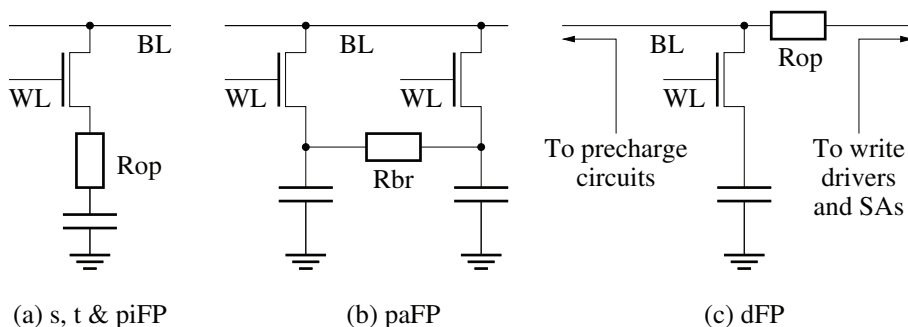 BL
WL
Rop
(a) s, t & piFP
BL
WL
WL
Rbr
(b) paFP
BL
Rop
WL
To precharge
circuits
To write
drivers
and SAs
(c) dFP